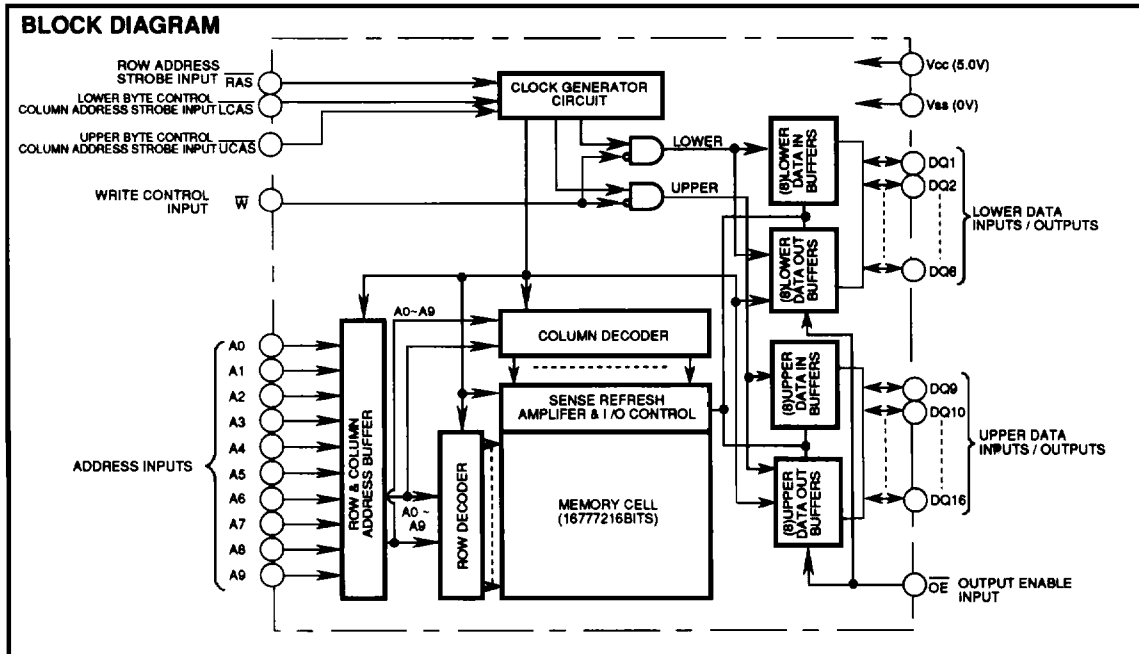 BLOCK DIAGRAM
ROW ADDRESS
STROBE INPUT RAS
LOWER BYTE CONTROL
COLUMN ADDRESS STROBE INPUT LCAS
UPPER BYTE CONTROL
COLUMN ADDRESS STROBE INPUT UCAS
WRITE CONTROL
INPUT W
CLOCK GENERATOR
CIRCUIT
LOWER
UPPER
Vcc (5.0V)
Vss (0V)
(8)LOWER
DATA IN
BUFFERS
(8)LOWER
DATA OUT
BUFFERS
DQ1
DQ2
DQ8
LOWER DATA
INPUTS / OUTPUTS
ADDRESS INPUTS
A0
A1
A2
A3
A4
A5
A6
A7
A8
A9
ROW & COLUMN
ADDRESS BUFFER
A0~A9
A0 ~
A9
ROW DECODER
COLUMN DECODER
SENSE REFRESH
AMPLIFER & I /O CONTROL
MEMORY CELL
(16777216BITS)
(8)UPPER
DATA IN
BUFFERS
(8)UPPER
DATA OUT
BUFFERS
DQ9
DQ10
DQ16
UPPER DATA
INPUTS / OUTPUTS
OE OUTPUT ENABLE
INPUT